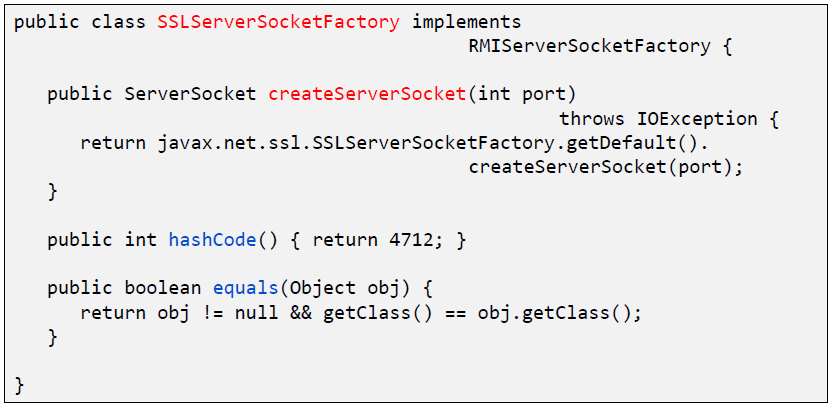 public class SSLServerSocketFactory implements
RMIServerSocketFactory {
public ServerSocket createServerSocket(int port)
throws IOException {
return javax.net.ssl.SSLServerSocketFactory.getDefault().
createServerSocket(port);
}
public int hashCode() { return 4712; }
public boolean equals(Object obj) {
return obj != null && getClass() == obj.getClass();
}
}